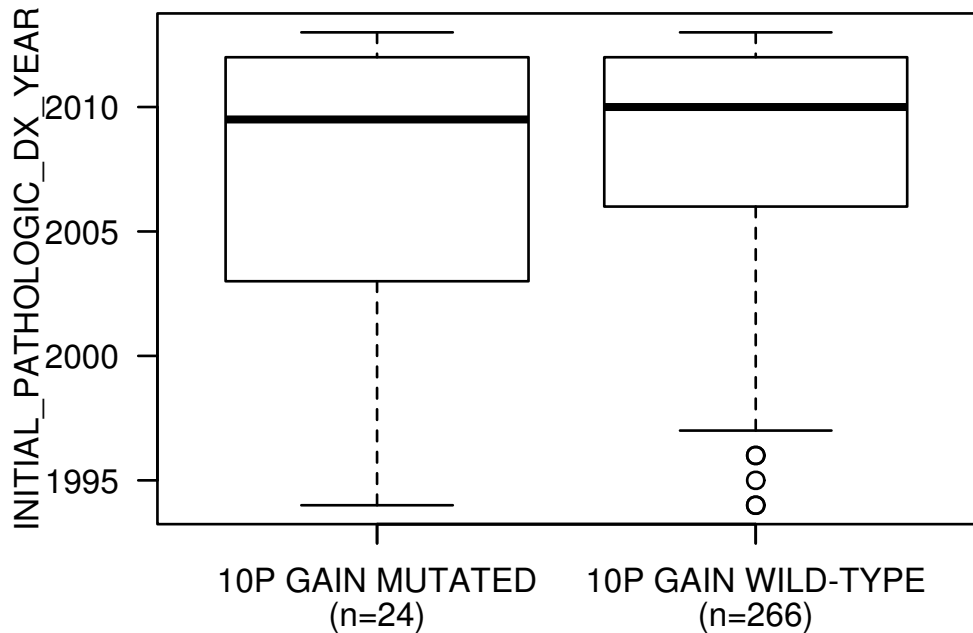 INITIAL_PATHOLOGIC_DX_YEAR
2010
2005
2000
1995
10P GAIN MUTATED
(n=24)
10P GAIN WILD-TYPE
(n=266)